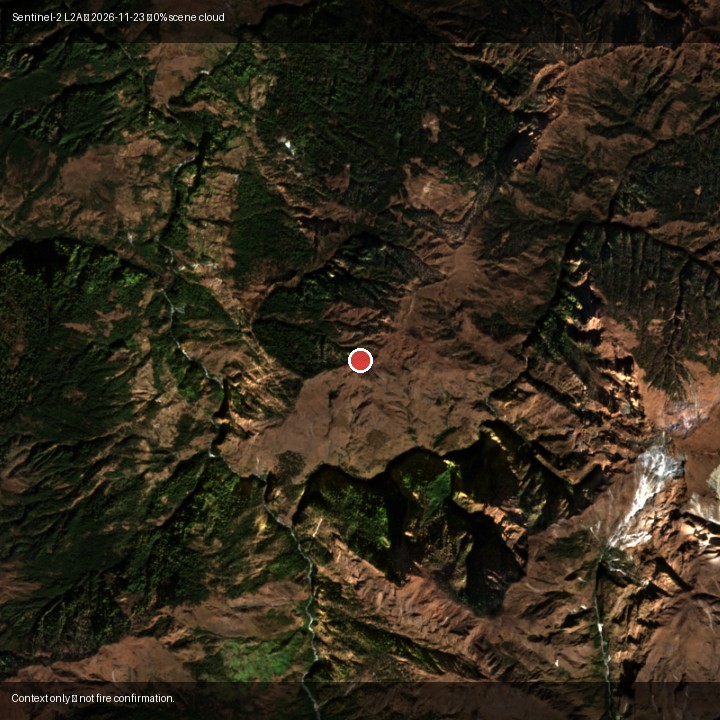 Sentinel-2 L2A▯2026-11-23▯0% scene cloud
Context only▯not fire confirmation.